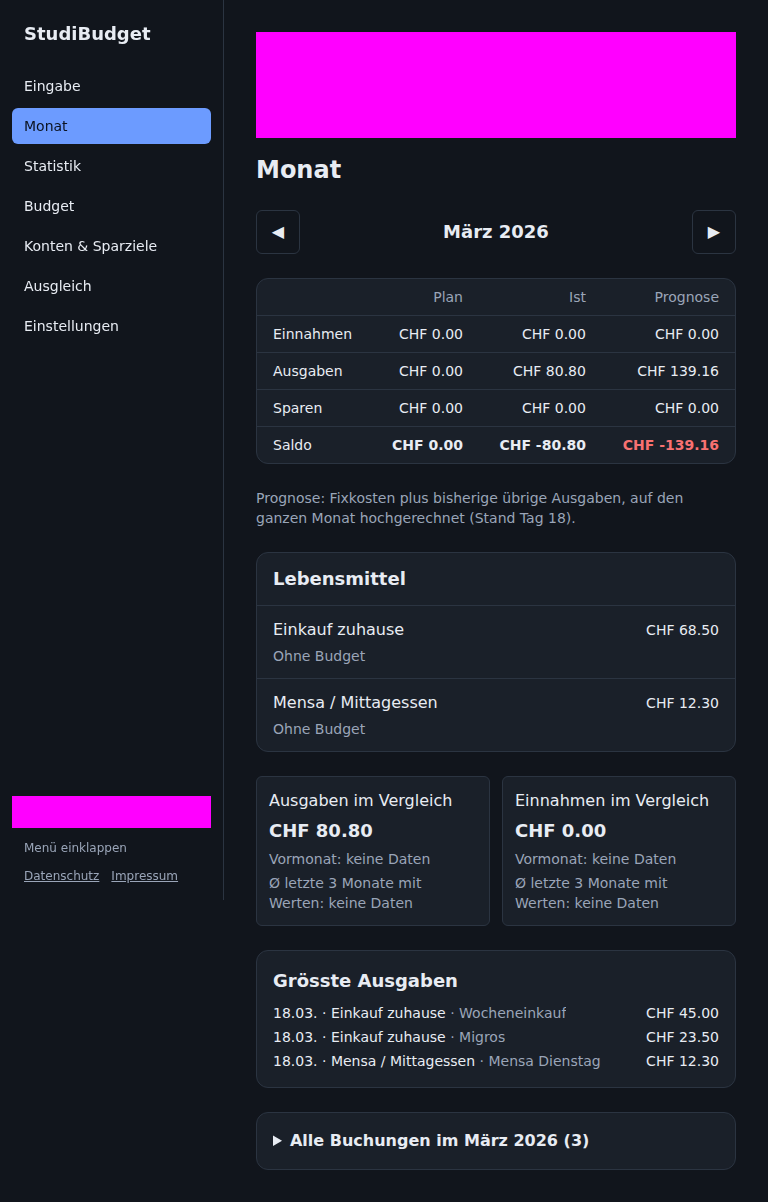 StudiBudget
Eingabe
Monat
Statistik
Budget
Konten & Sparziele
Ausgleich
Einstellungen
Menü einklappen
Datenschutz Impressum
Monat
◀ März 2026 ▶
Plan Ist Prognose
Einnahmen CHF 0.00 CHF 0.00 CHF 0.00
Ausgaben CHF 0.00 CHF 80.80 CHF 139.16
Sparen CHF 0.00 CHF 0.00 CHF 0.00
Saldo CHF 0.00 CHF -80.80 CHF -139.16
Prognose: Fixkosten plus bisherige übrige Ausgaben, auf den
ganzen Monat hochgerechnet (Stand Tag 18).
Lebensmittel
Einkauf zuhause CHF 68.50
Ohne Budget
Mensa / Mittagessen CHF 12.30
Ohne Budget
Ausgaben im Vergleich
CHF 80.80
Vormonat: keine Daten
Ø letzte 3 Monate mit
Werten: keine Daten
Einnahmen im Vergleich
CHF 0.00
Vormonat: keine Daten
Ø letzte 3 Monate mit
Werten: keine Daten
Grösste Ausgaben
18.03. · Einkauf zuhause · Wocheneinkauf CHF 45.00
18.03. · Einkauf zuhause · Migros CHF 23.50
18.03. · Mensa / Mittagessen · Mensa Dienstag CHF 12.30
▶ Alle Buchungen im März 2026 (3)